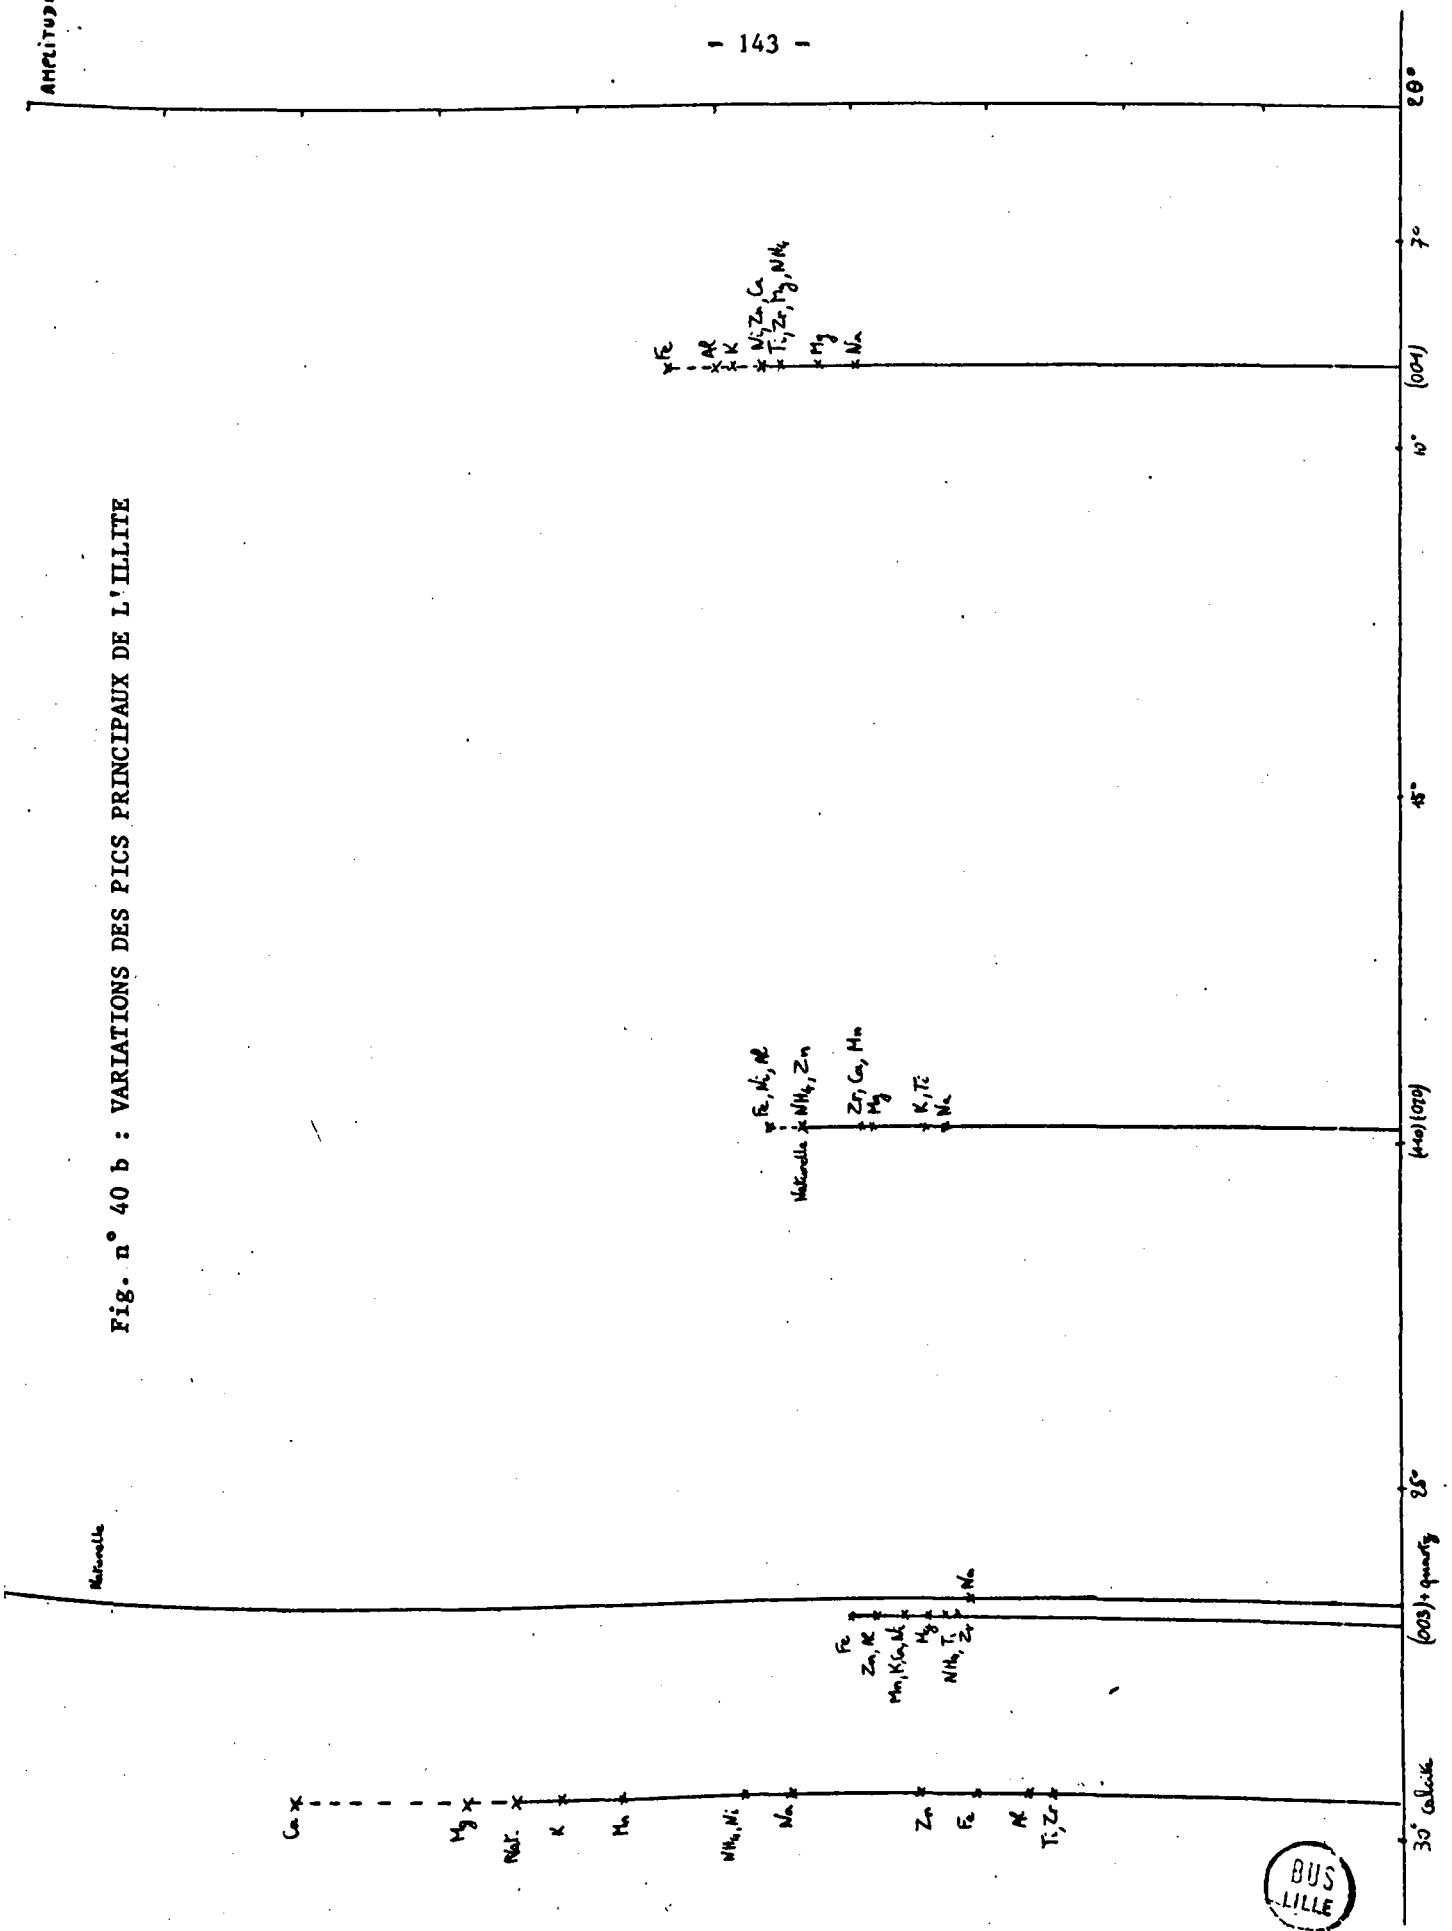 - 143 -
AMPLITUDE
Fig. n° 40 b : VARIATIONS DES PICS PRINCIPAUX DE L'ILLITE
Ca
Mg
Nat.
K
Mn
NH4, Ni
Na
Zn
Fe
Al
Ti, Zr
Naturelle
Fe
Zn, Al
Mn, K, Ca, Ni
Mg
NH4, Ti
Zr
Na
Fe, Ni, Al
Naturelle
NH4, Zn
Zr, Ca, Mn
Mg
K, Ti
Na
Fe
Al
K
Ni, Zn, Ca
Ti, Zr, Mg, NH4
Mg
Na
30° calcite
(003) + quartz
25°
(110) (020)
15°
10°
(001)
7°
2θ°
BUS
LILLE